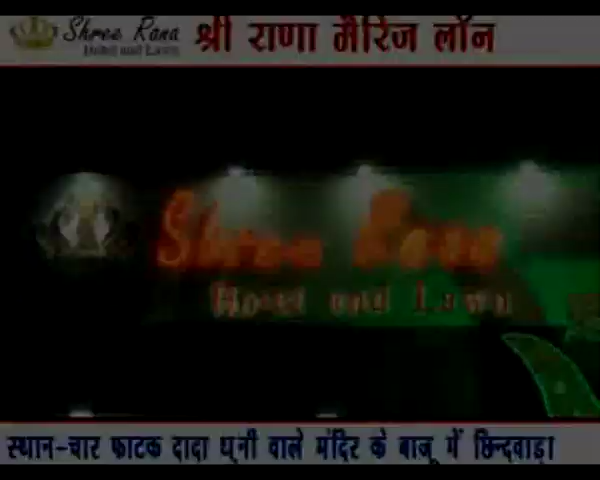 Shree Rana श्री राणा मैरिज लॉन
Hotel and Lawn
Shree Rana
Hotel and Lawn
स्थान-चार फाटक दादा धूनी वाले मंदिर के बाजू में छिन्दवाड़ा